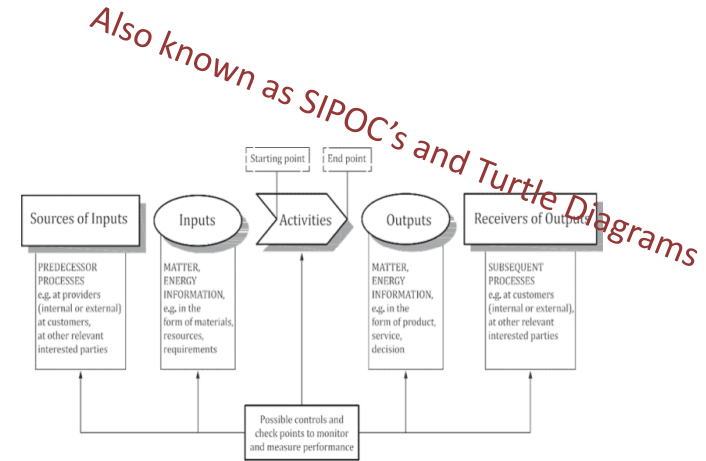 Also known as SIPOC's and Turtle Diagrams
Starting point
End point
Sources of Inputs
Inputs
Activities
Outputs
Receivers of Outputs
PREDECESSOR
PROCESSES
e.g. at providers
(internal or external)
at customers,
at other relevant
interested parties
MATTER,
ENERGY
INFORMATION,
e.g. in the
form of materials,
resources,
requirements
MATTER,
ENERGY
INFORMATION,
e.g. in the
form of product,
service,
decision
SUBSEQUENT
PROCESSES
e.g. at customers
(internal or external),
at other relevant
interested parties
Possible controls and
check points to monitor
and measure performance